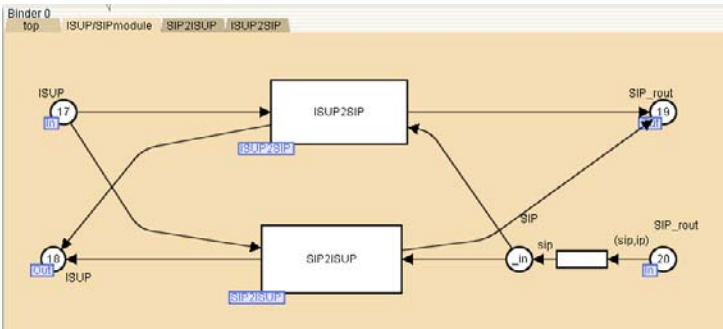 Binder 0
top ISUP/SIPmodule SIP2ISUP ISUP2SIP
ISUP
17
In
ISUP2SIP
ISUP2SIP
SIP_rout
19
Out
SIP
SIP_rout
18
Out
ISUP
SIP2ISUP
SIP2ISUP
_in
sip
(sip,ip)
20
In